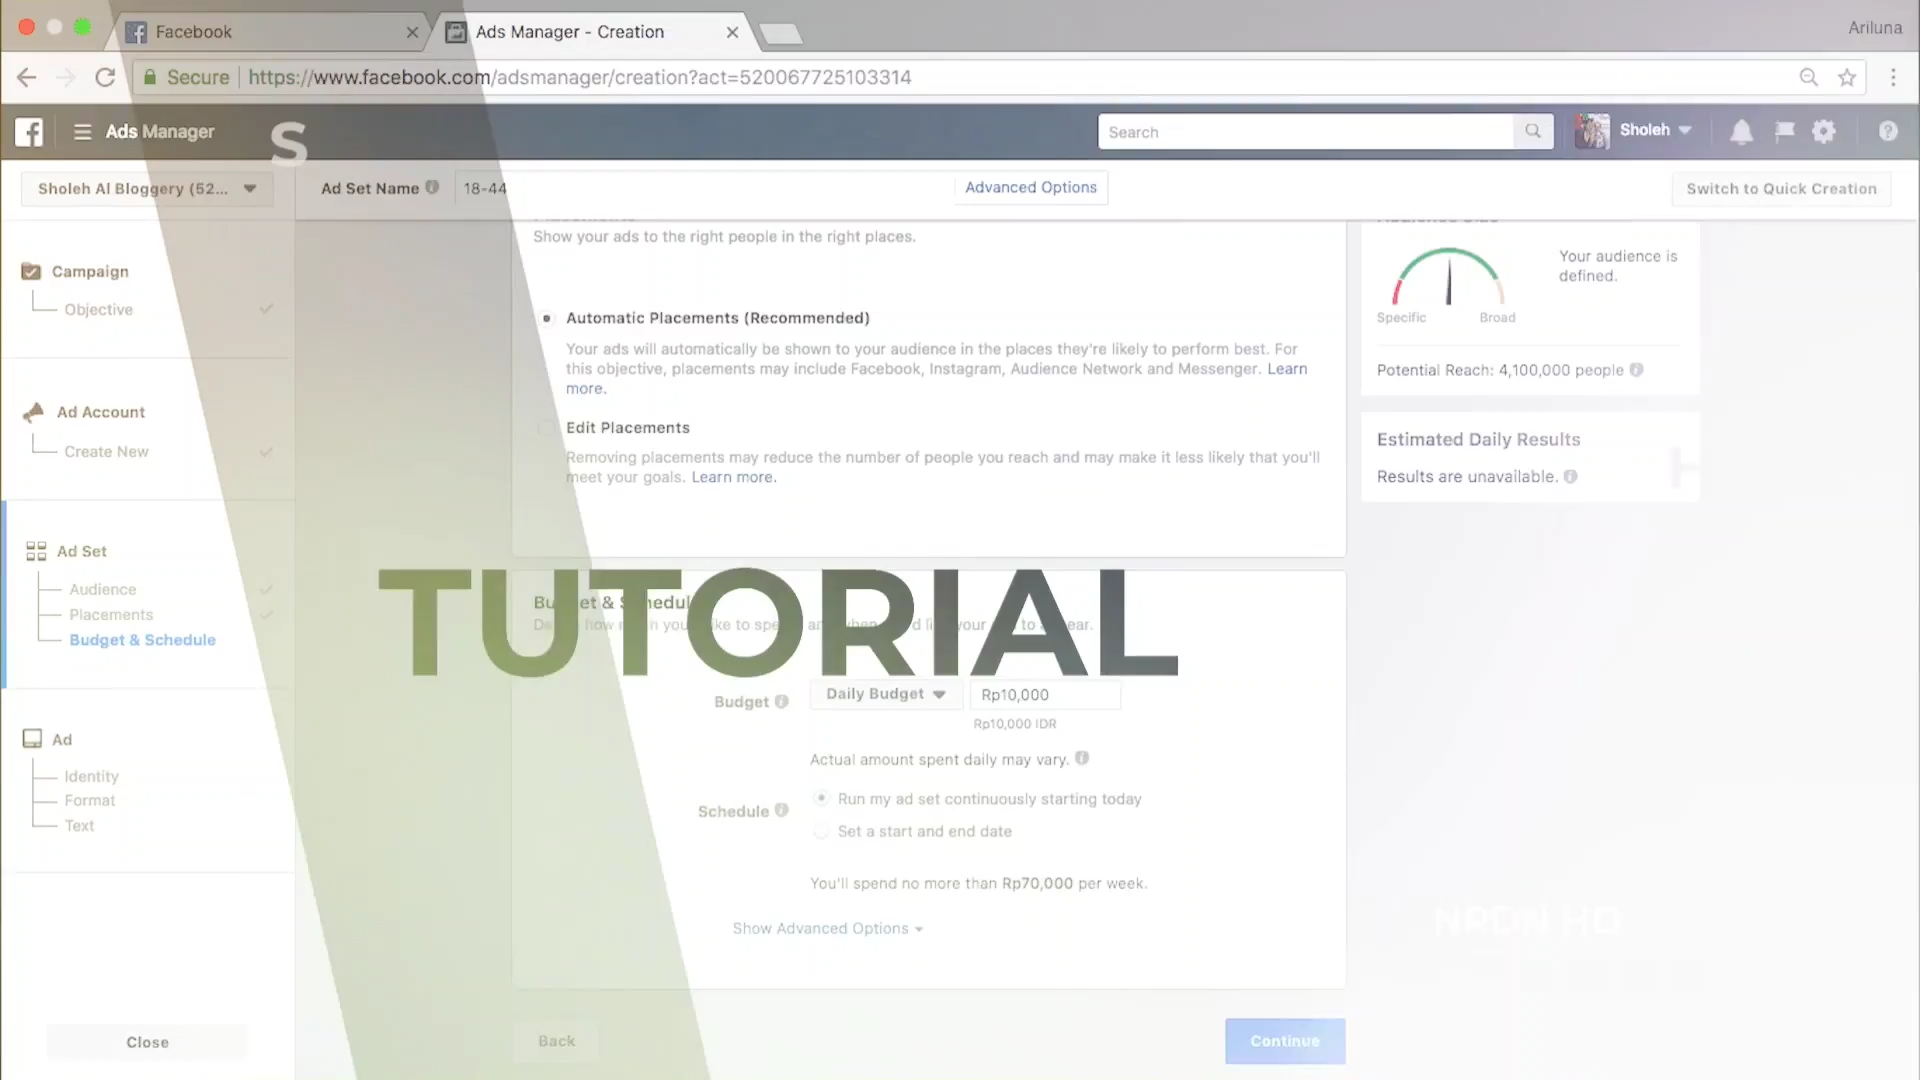 Facebook
Ads Manager - Creation
Ariluna
Secure
https://www.facebook.com/adsmanager/creation?act=520067725103314
Ads Manager
S
Search
Sholeh
Sholeh Al Bloggery (52...
Ad Set Name
18-44
Advanced Options
Switch to Quick Creation
Placements
Show your ads to the right people in the right places.
Automatic Placements (Recommended)
Your ads will automatically be shown to your audience in the places they're likely to perform best. For
this objective, placements may include Facebook, Instagram, Audience Network and Messenger. Learn
more.
Edit Placements
Removing placements may reduce the number of people you reach and may make it less likely that you'll
meet your goals. Learn more.
Audience Size
Your audience is
defined.
Specific
Broad
Potential Reach: 4,100,000 people
Estimated Daily Results
Results are unavailable.
Campaign
Objective
Ad Account
Create New
Ad Set
Audience
Placements
Budget & Schedule
Ad
Identity
Format
Text
Close
TUTORIAL
Budget
Daily Budget
Rp10,000
Rp10,000 IDR
Actual amount spent daily may vary.
Schedule
Run my ad set continuously starting today
Set a start and end date
You'll spend no more than Rp70,000 per week.
Show Advanced Options
Back
Continue